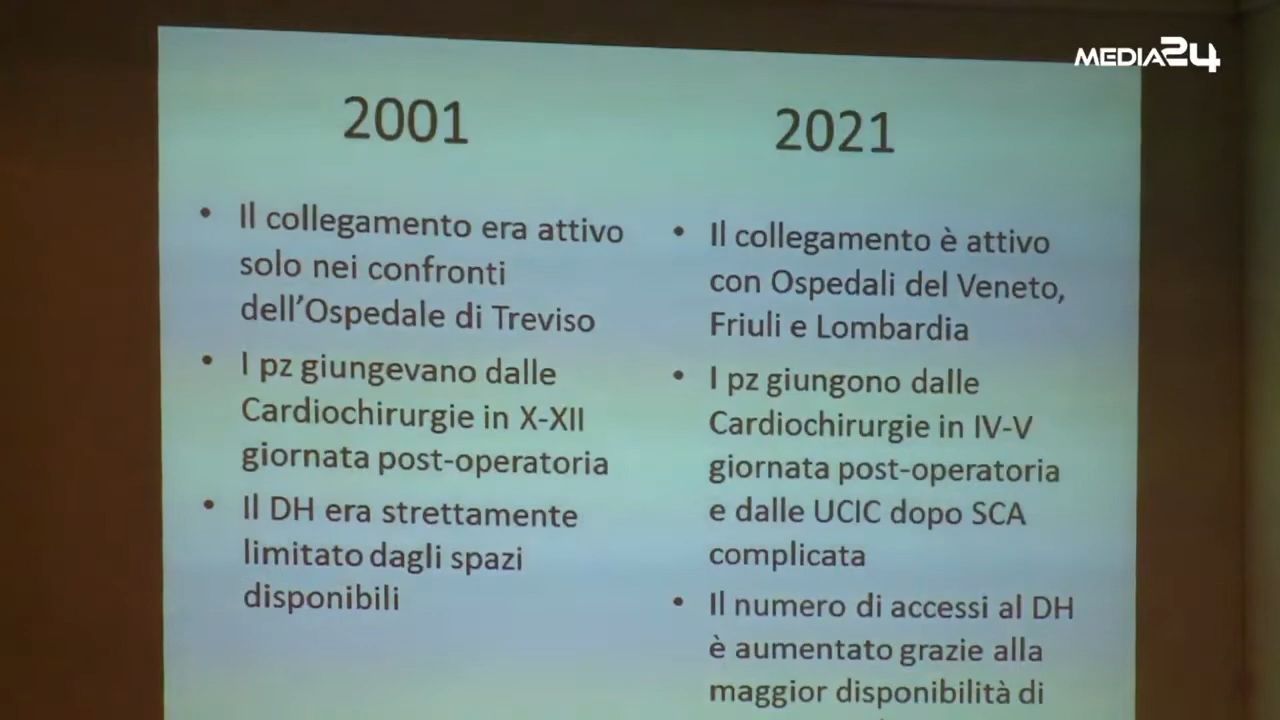 MEDIA24
2001
• Il collegamento era attivo
solo nei confronti
dell'Ospedale di Treviso
• I pz giungevano dalle
Cardiochirurgie in X-XII
giornata post-operatoria
• Il DH era strettamente
limitato dagli spazi
disponibili
2021
• Il collegamento è attivo
con Ospedali del Veneto,
Friuli e Lombardia
• I pz giungono dalle
Cardiochirurgie in IV-V
giornata post-operatoria
e dalle UCIC dopo SCA
complicata
• Il numero di accessi al DH
è aumentato grazie alla
maggior disponibilità di